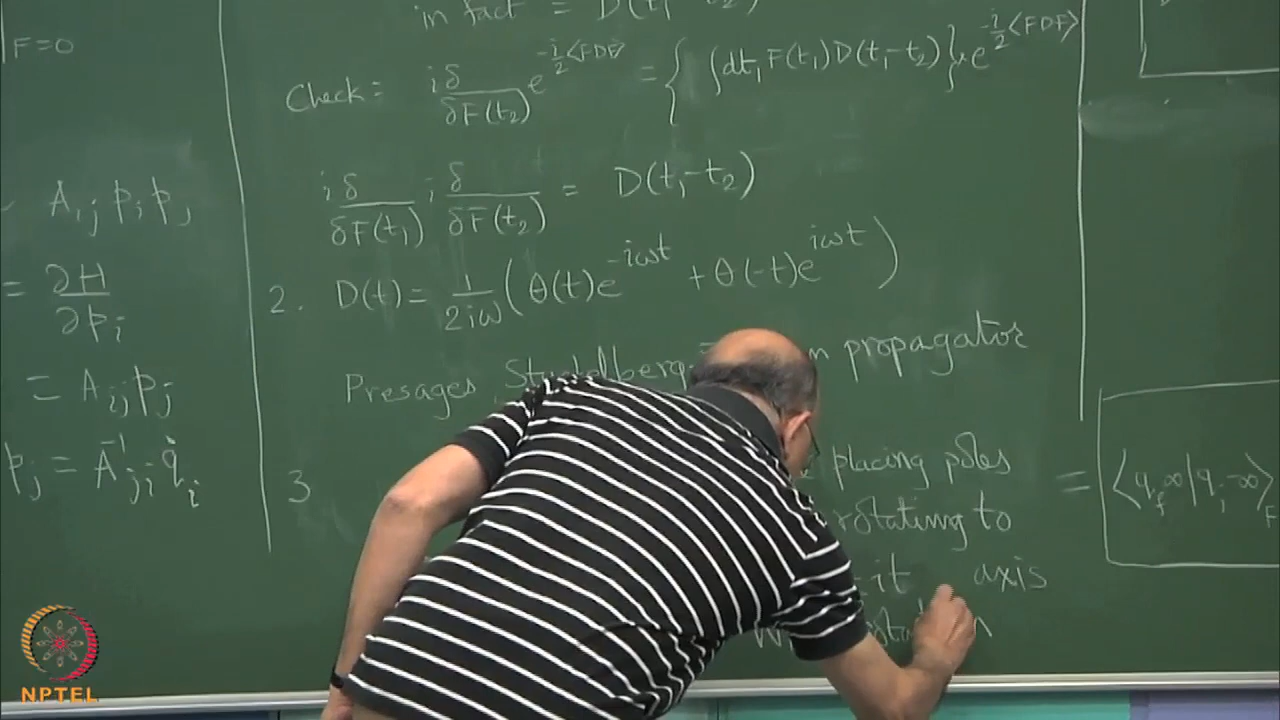 |F=0
A_ij p_i p_j
= ∂H/∂p_i
= A_ij p_j
p_j = A⁻¹_ji q̇_i
in fact = D(t₁-t₂)
Check: iδ/δF(t₂) e^{-i/2 <FDF>} = { ∫dt₁ F(t₁) D(t₁-t₂) } x e^{-i/2 <FDF>}
iδ/δF(t₁) iδ/δF(t₂) = D(t₁-t₂)
2. D(t) = 1/2iω ( θ(t) e^{-iωt} + θ(-t) e^{iωt} )
Presages propagator
3 placing poles
rotating to
-it axis
= <q_f ∞ | q_i -∞>_F
NPTEL